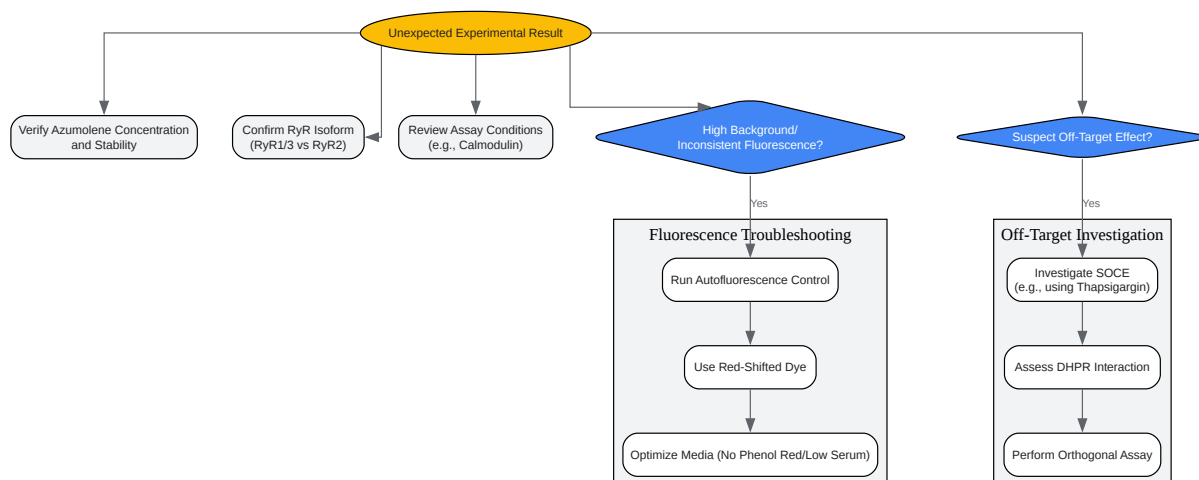 Unexpected Experimental Result
Verify Azumolene Concentration
and Stability
Confirm RyR Isoform
(RyR1/3 vs RyR2)
Review Assay Conditions
(e.g., Calmodulin)
High Background/
Inconsistent Fluorescence?
Suspect Off-Target Effect?
Yes
Yes
Fluorescence Troubleshooting
Run Autofluorescence Control
Use Red-Shifted Dye
Optimize Media (No Phenol Red/Low Serum)
Off-Target Investigation
Investigate SOCE
(e.g., using Thapsigargin)
Assess DHPR Interaction
Perform Orthogonal Assay